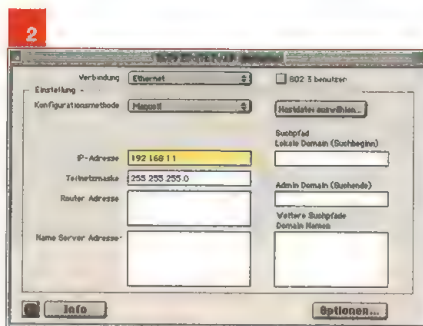 2
Verbindung
Ethernet
802 3 benutzen
Einstellung
Konfigurationsmethode
Manuell
Hostdatei auswählen...
Suchpfad
Lokale Domain (Suchbeginn)
IP-Adresse
192 168 1 1
Teilnetzmaske
255 255 255.0
Router Adresse
Admin Domain (Suchende)
Weitere Suchpfade
Domain Namen
Name Server Adresse
Info
Optionen...